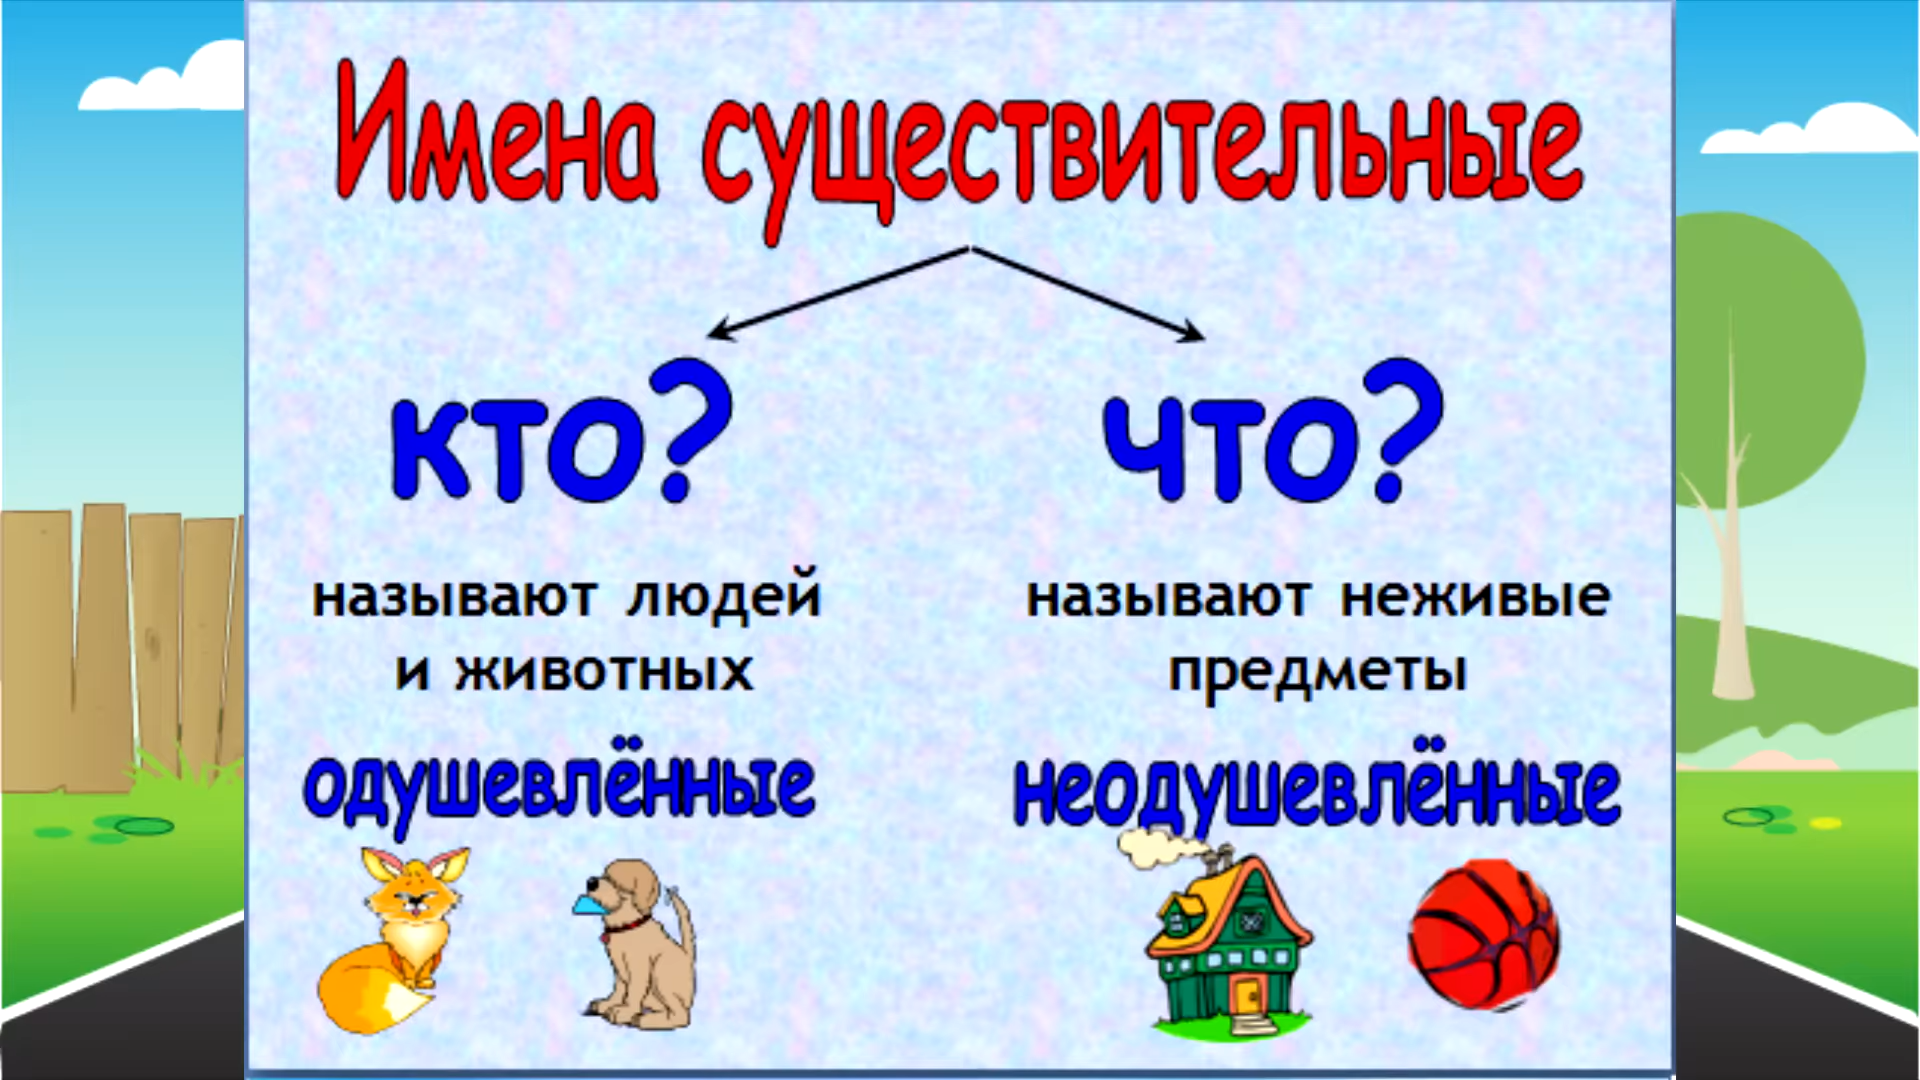 Имена существительные
кто?
что?
называют людей
и животных
называют неживые
предметы
одушевлённые
неодушевлённые